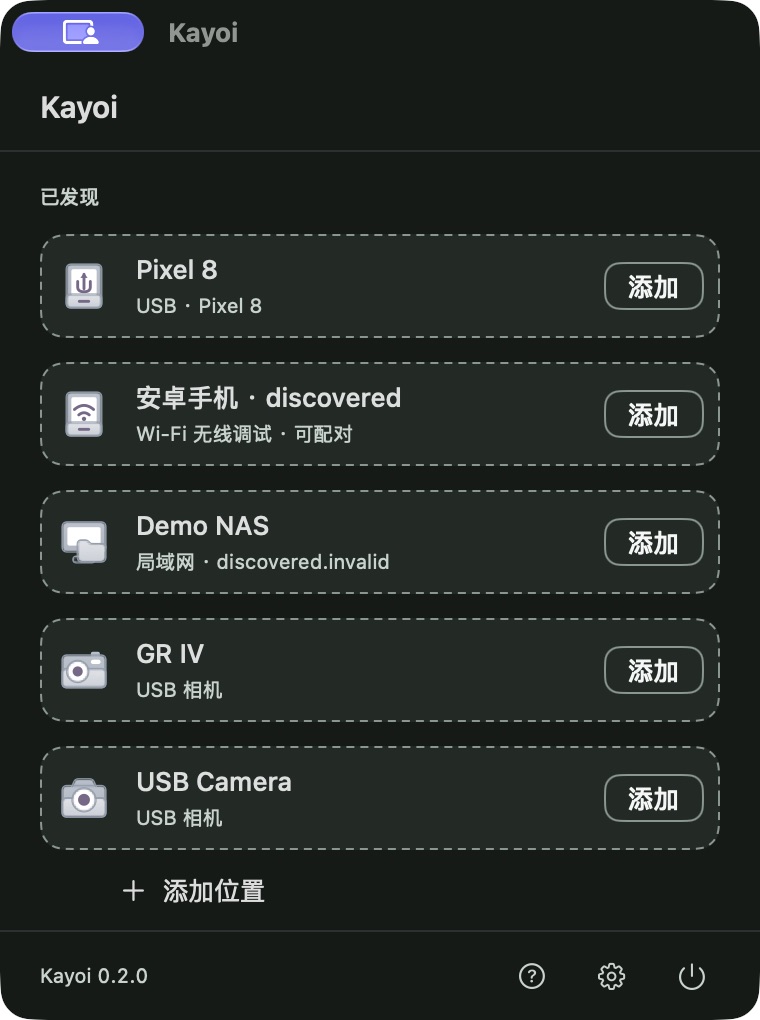 Kayoi
Kayoi
已发现
Pixel 8
USB · Pixel 8
添加
安卓手机 · discovered
Wi-Fi 无线调试 · 可配对
添加
Demo NAS
局域网 · discovered.invalid
添加
GR IV
USB 相机
添加
USB Camera
USB 相机
添加
+ 添加位置
Kayoi 0.2.0